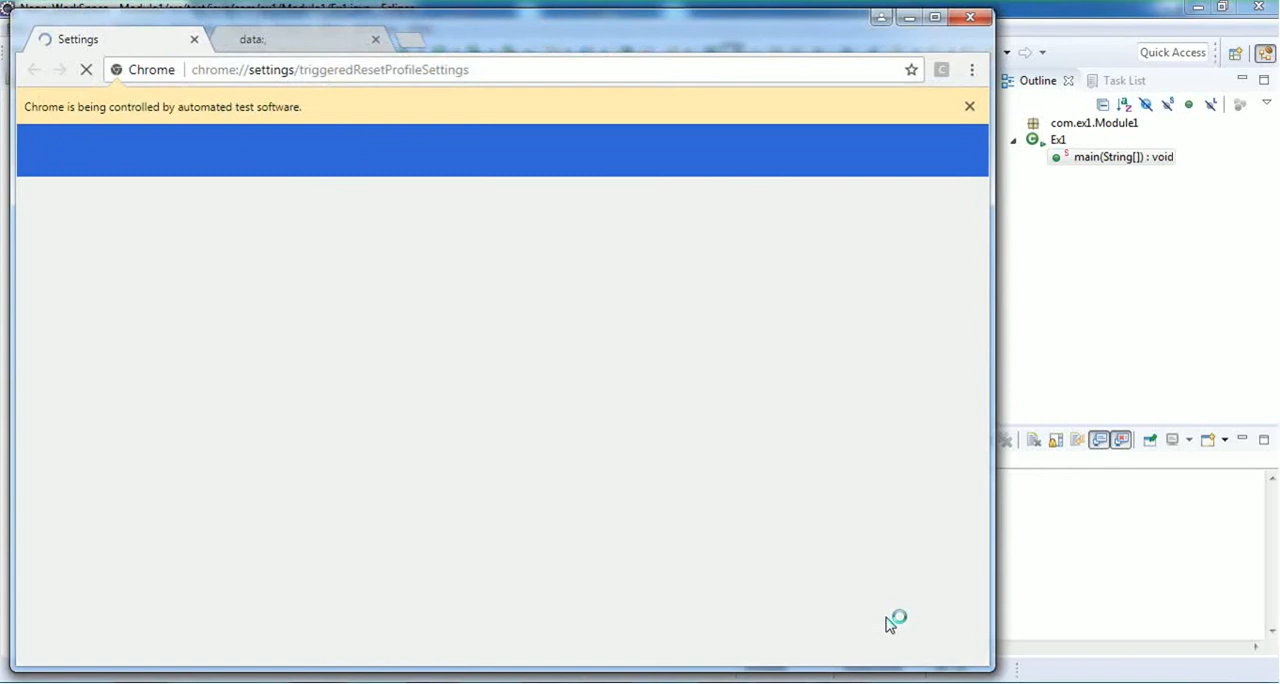 Settings
data:,
Quick Access
Chrome
chrome://settings/triggeredResetProfileSettings
Outline
Task List
Chrome is being controlled by automated test software.
com.ex1.Module1
Ex1
main(String[]) : void